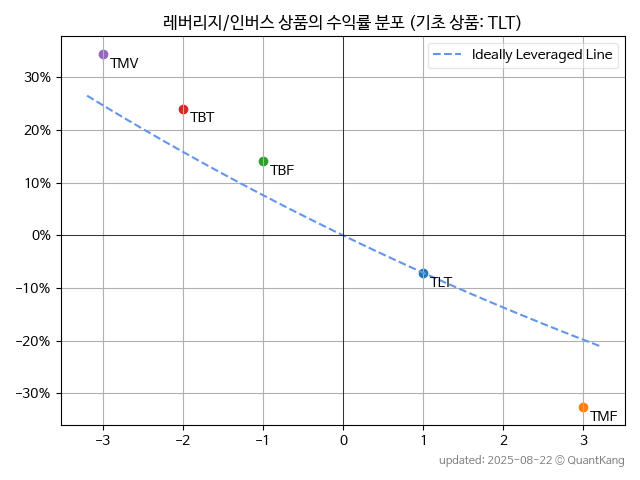 레버리지/인버스 상품의 수익률 분포 (기초 상품: TLT)
Ideally Leveraged Line
TMV
TBT
TBF
TLT
TMF
30%
20%
10%
0%
−10%
−20%
−30%
−3 −2 −1 0 1 2 3
updated: 2025-08-22 © QuantKang